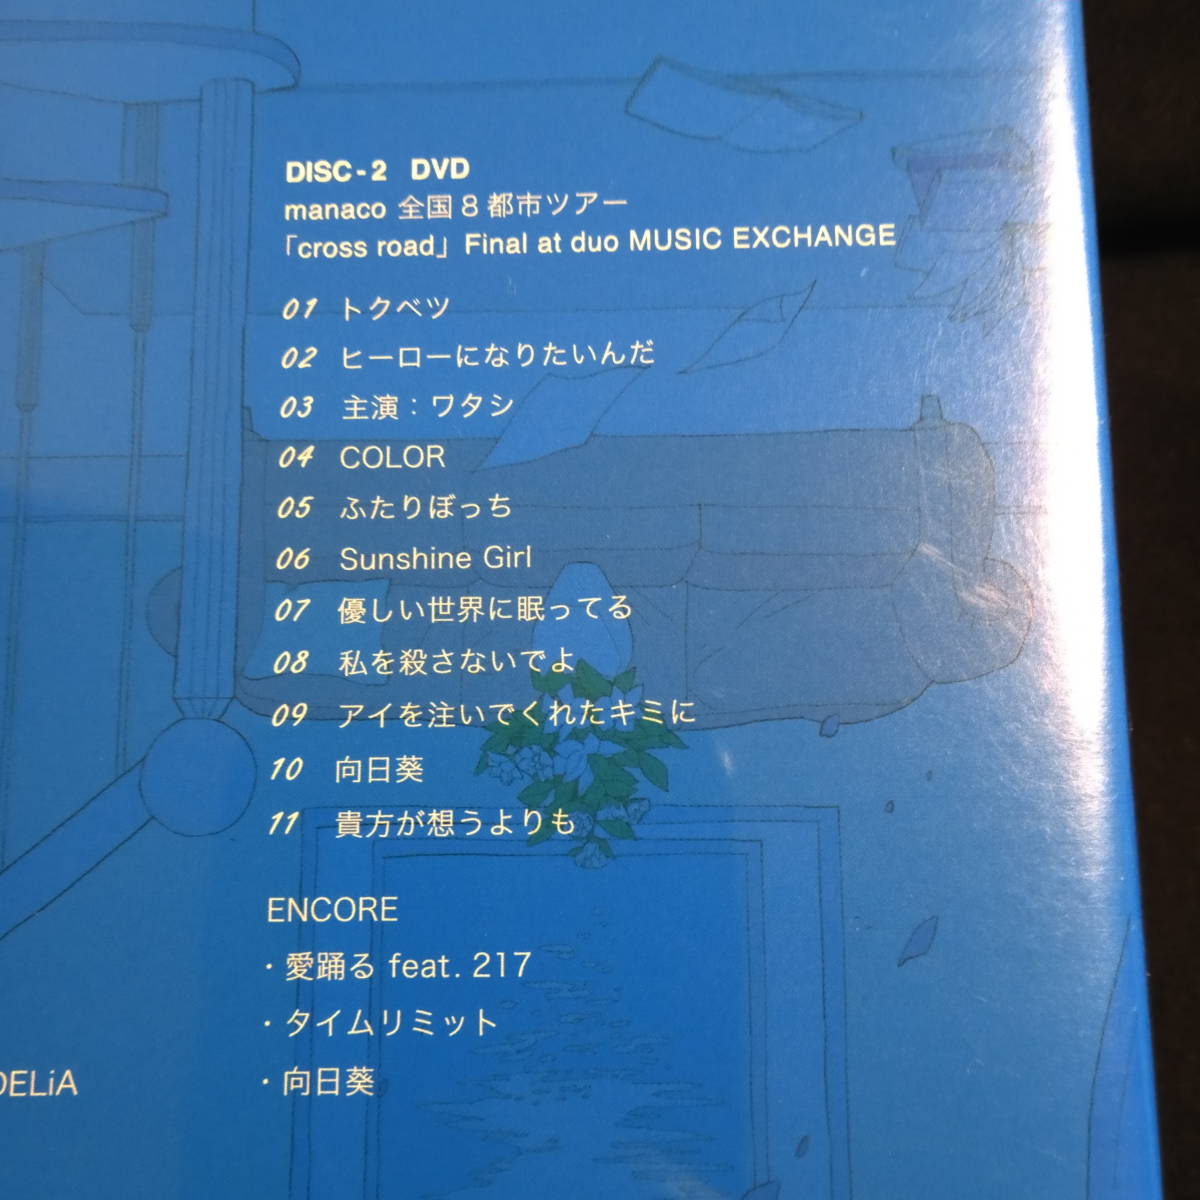 DISC-2 DVD
manaco 全国8都市ツアー
「cross road」Final at duo MUSIC EXCHANGE
01 トクベツ
02 ヒーローになりたいんだ
03 主演：ワタシ
04 COLOR
05 ふたりぼっち
06 Sunshine Girl
07 優しい世界に眠ってる
08 私を殺さないでよ
09 アイを注いでくれたキミに
10 向日葵
11 貴方が想うよりも
ENCORE
・愛踊る feat. 217
・タイムリミット
DELiA
・向日葵